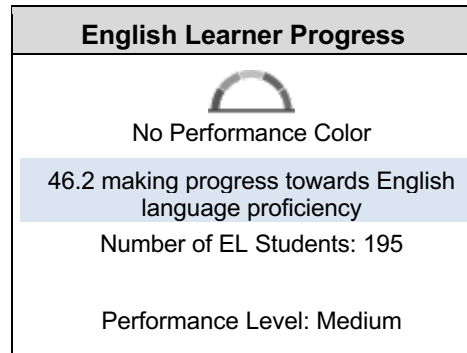 English Learner Progress
No Performance Color
46.2 making progress towards English
language proficiency
Number of EL Students: 195
Performance Level: Medium